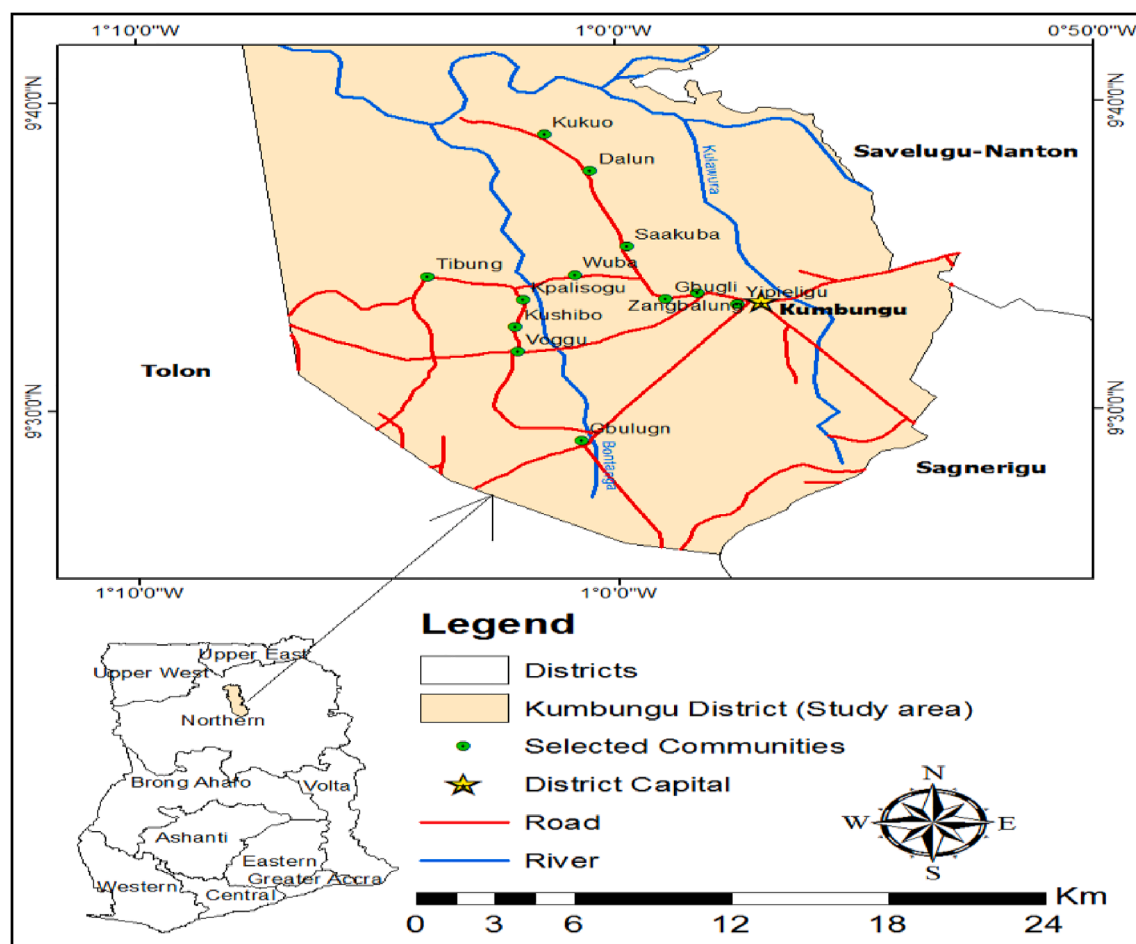 1°10'0"W 1°0'0"W 0°50'0"W
9°40'0"N 9°40'0"N
Kukuo
Savelugu-Nanton
Kulawura
Dalun
Saakuba
Wuba
Tibung
Kpalisogu
Gbugli
Yipieligu
Zangbalung
Kumbungu
Kushibo
Voggu
Tolon
9°30'0"N 9°30'0"N
Gbulugn
Bontanga
Sagnerigu
1°10'0"W 1°0'0"W
Legend
Districts
Kumbungu District (Study area)
Selected Communities
District Capital
Road
River
N
W E
S
Km
0 3 6 12 18 24
Upper East
Upper West
Northern
Brong Ahafo
Volta
Ashanti
Eastern
Greater Accra
Western
Central